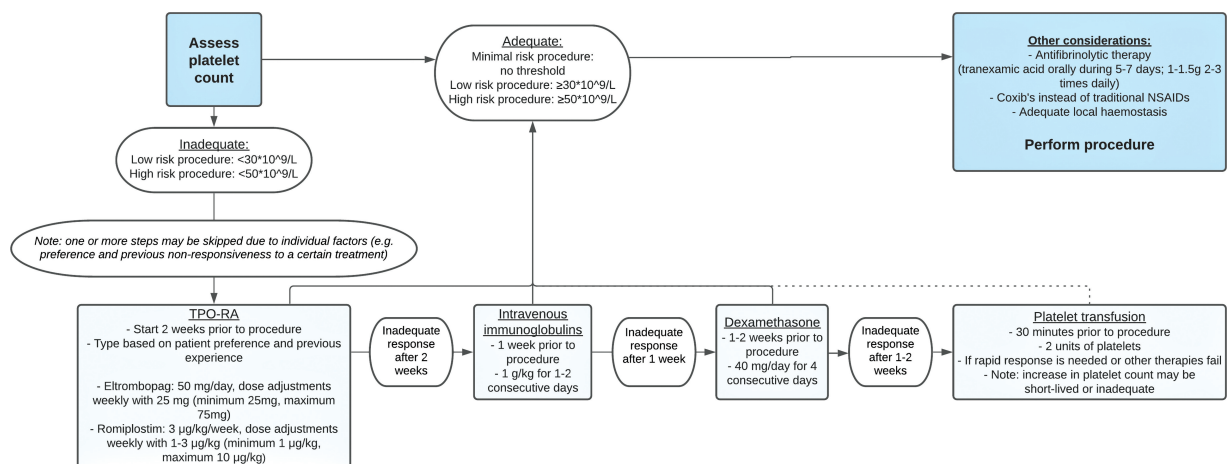 Assess
platelet
count
Adequate:
Minimal risk procedure:
no threshold
Low risk procedure: ≥30*10^9/L
High risk procedure: ≥50*10^9/L
Other considerations:
- Antifibrinolytic therapy
(tranexamic acid orally during 5-7 days; 1-1.5g 2-3
times daily)
- Coxib's instead of traditional NSAIDs
- Adequate local haemostasis
Perform procedure
Inadequate:
Low risk procedure: <30*10^9/L
High risk procedure: <50*10^9/L
Note: one or more steps may be skipped due to individual factors (e.g.
preference and previous non-responsiveness to a certain treatment)
TPO-RA
- Start 2 weeks prior to procedure
- Type based on patient preference and previous
experience
- Eltrombopag: 50 mg/day, dose adjustments
weekly with 25 mg (minimum 25mg, maximum
75mg)
- Romiplostim: 3 µg/kg/week, dose adjustments
weekly with 1-3 µg/kg (minimum 1 µg/kg,
maximum 10 µg/kg)
Inadequate
response
after 2
weeks
Intravenous
immunoglobulins
- 1 week prior to
procedure
- 1 g/kg for 1-2
consecutive days
Inadequate
response
after 1 week
Dexamethasone
- 1-2 weeks prior to
procedure
- 40 mg/day for 4
consecutive days
Inadequate
response
after 1-2
weeks
Platelet transfusion
- 30 minutes prior to procedure
- 2 units of platelets
- If rapid response is needed or other therapies fail
- Note: increase in platelet count may be
short-lived or inadequate